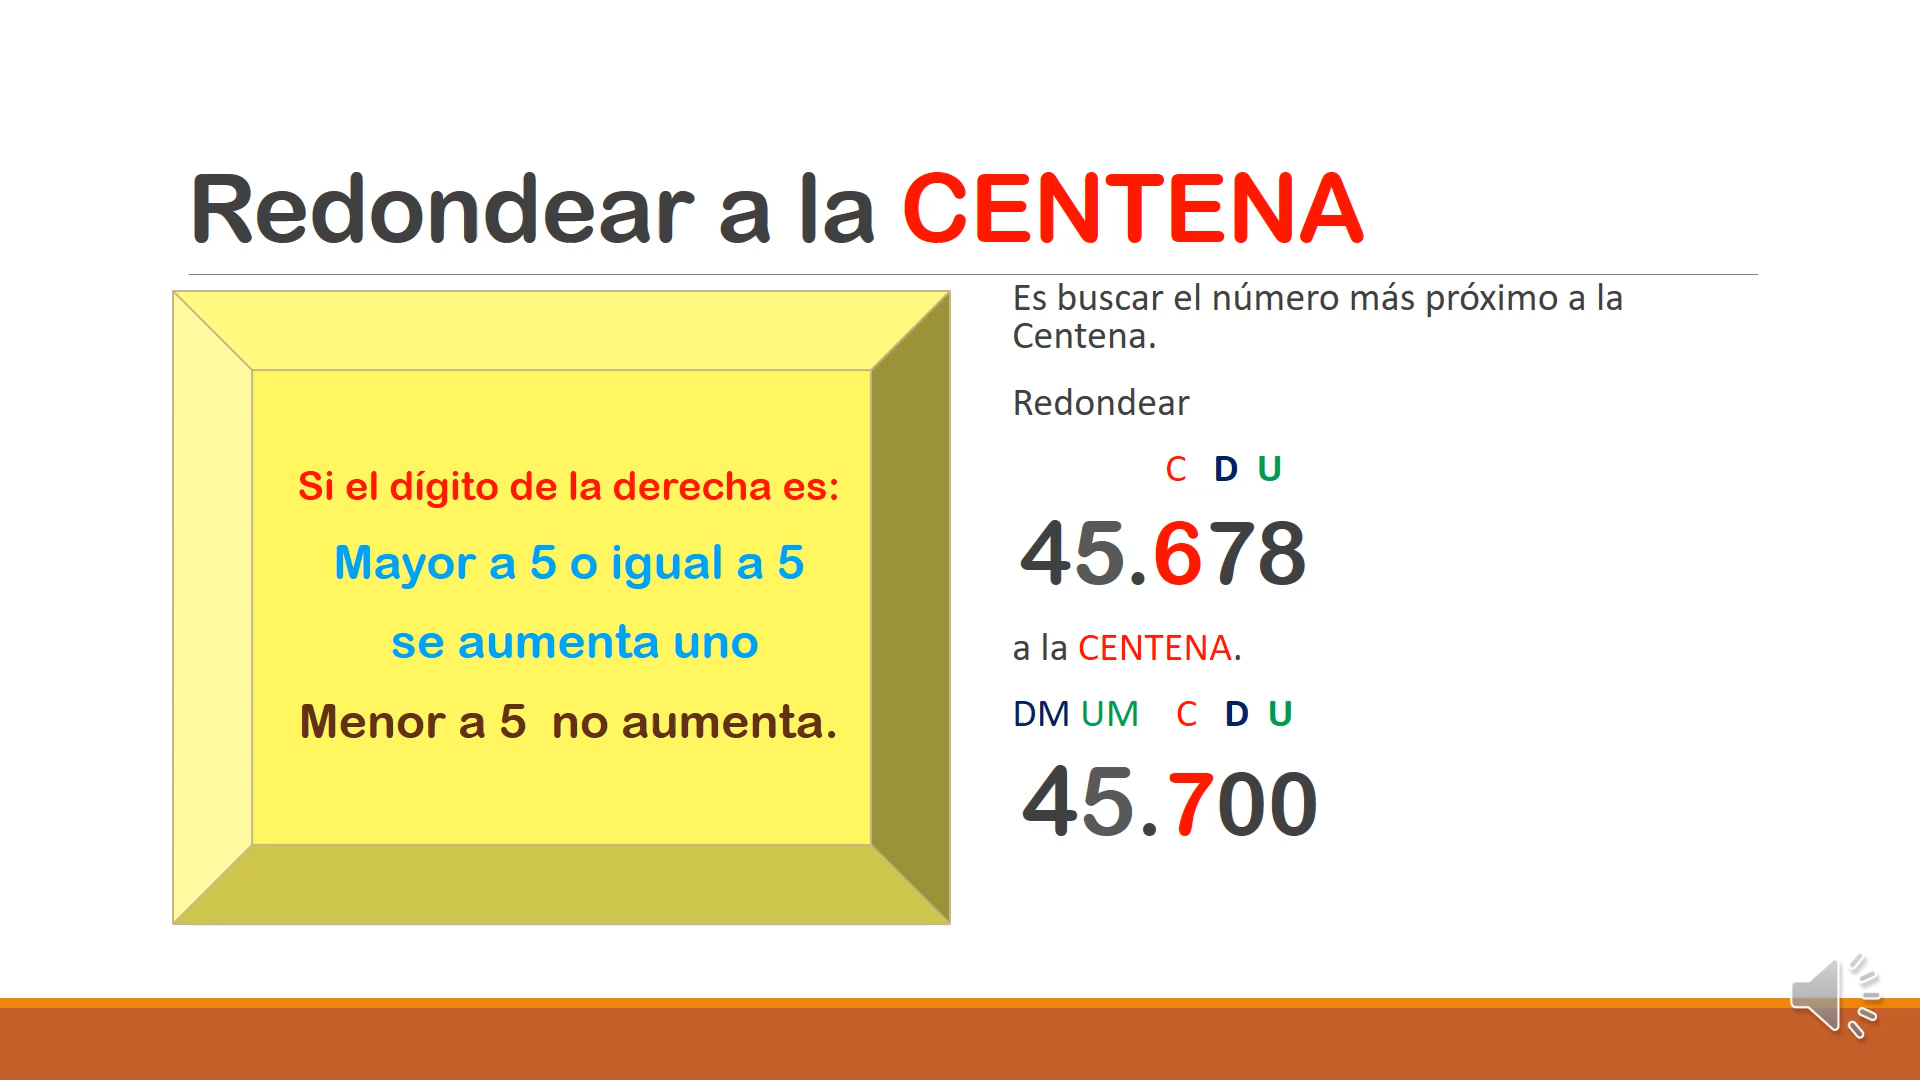 Redondear a la CENTENA
Si el dígito de la derecha es:
Mayor a 5 o igual a 5
se aumenta uno
Menor a 5 no aumenta.
Es buscar el número más próximo a la
Centena.
Redondear
C D U
45.678
a la CENTENA.
DM UM C D U
45.700